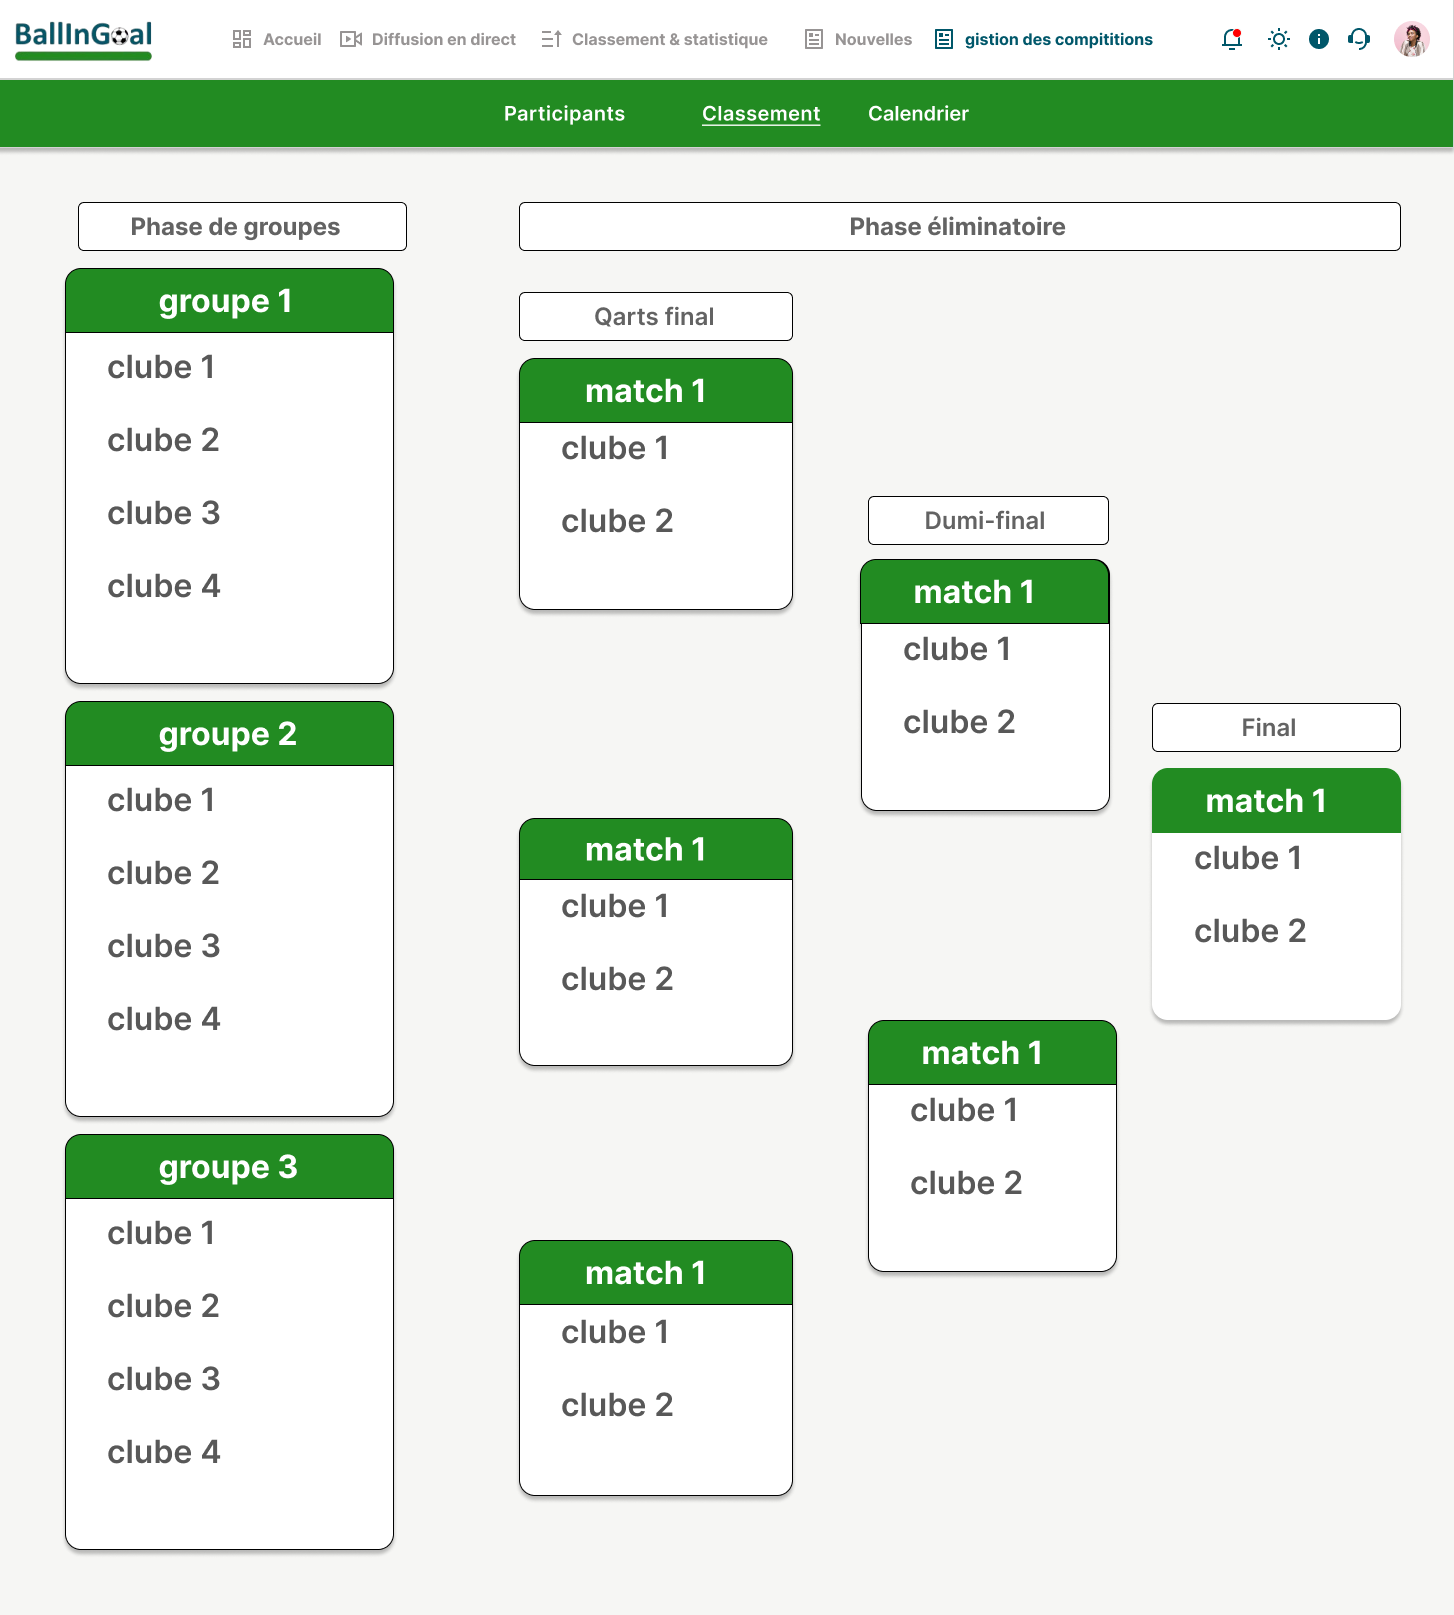 BallInGoal
Accueil
Diffusion en direct
Classement & statistique
Nouvelles
gistion des compititions
Participants
Classement
Calendrier
Phase de groupes
groupe 1
clube 1
clube 2
clube 3
clube 4
groupe 2
clube 1
clube 2
clube 3
clube 4
groupe 3
clube 1
clube 2
clube 3
clube 4
Phase éliminatoire
Qarts final
match 1
clube 1
clube 2
match 1
clube 1
clube 2
match 1
clube 1
clube 2
Dumi-final
match 1
clube 1
clube 2
match 1
clube 1
clube 2
Final
match 1
clube 1
clube 2